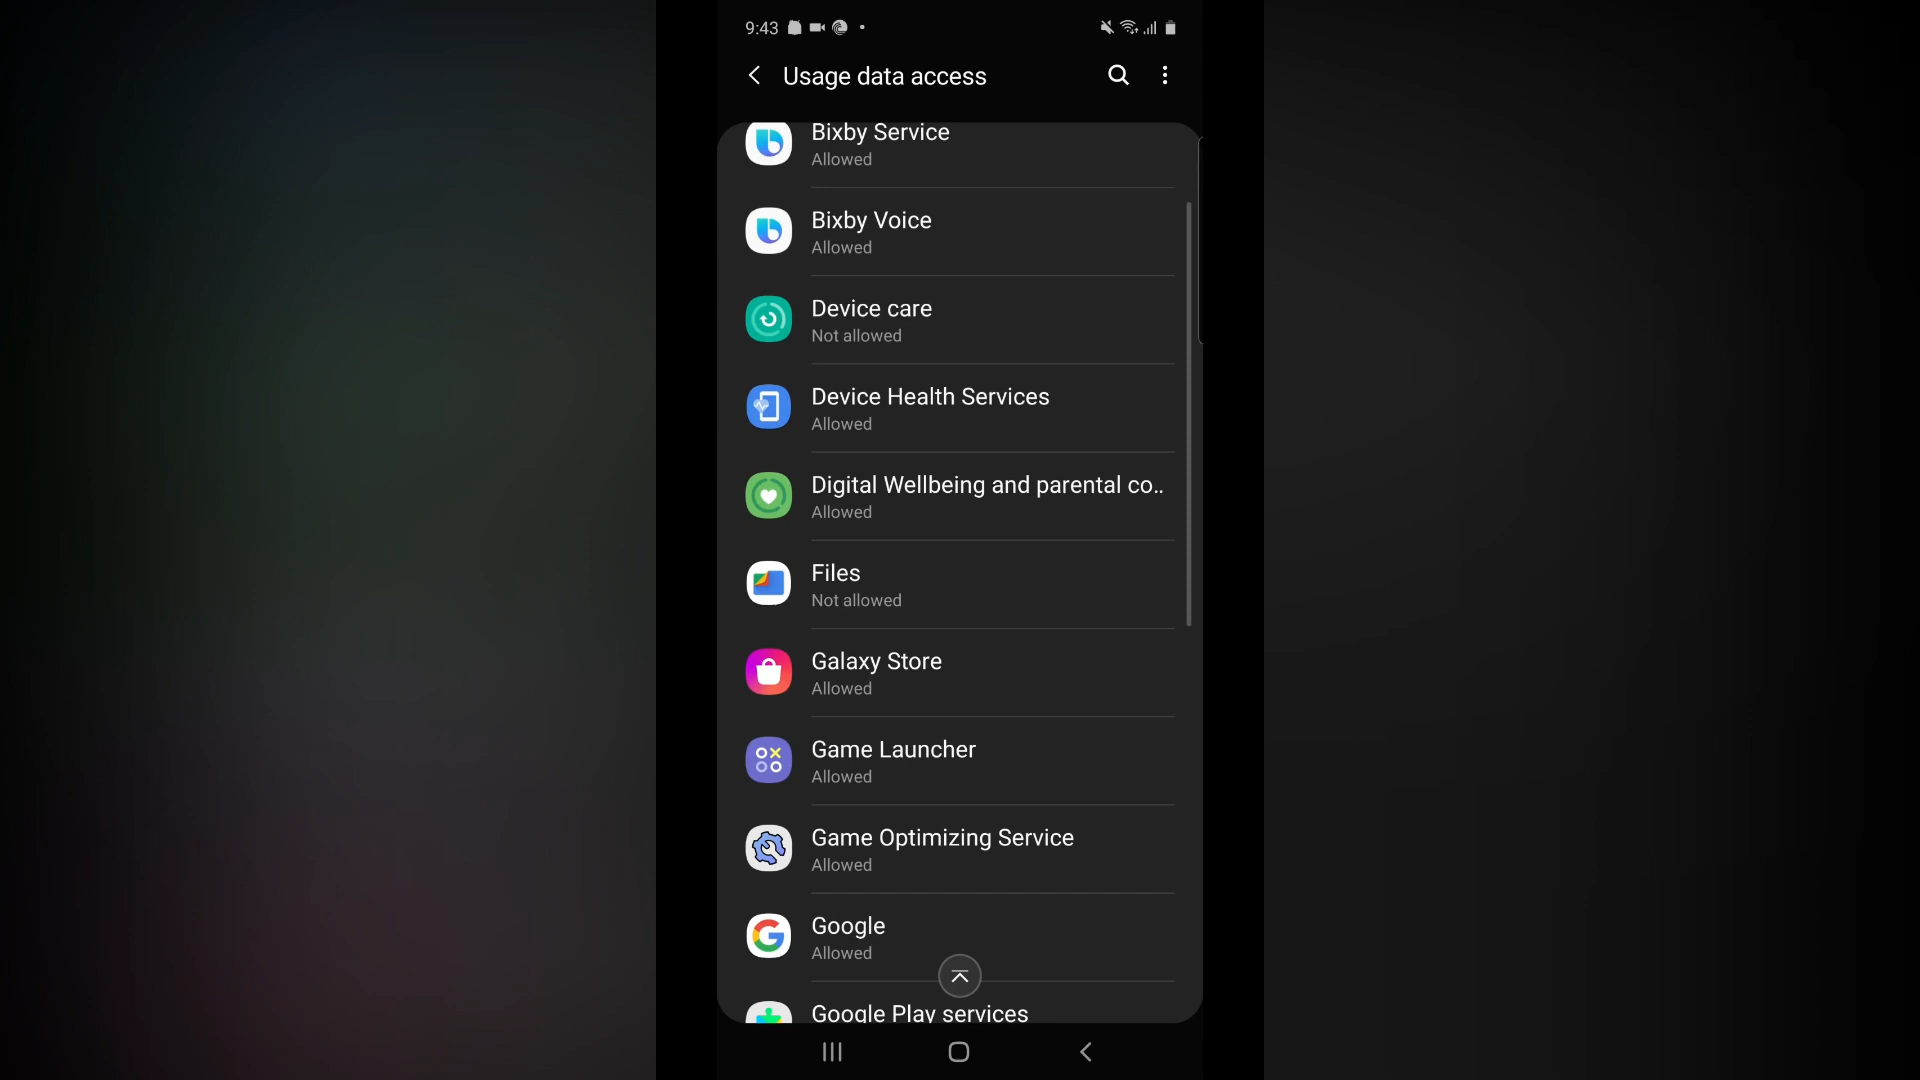 9:43
Usage data access
Bixby Service
Allowed
Bixby Voice
Allowed
Device care
Not allowed
Device Health Services
Allowed
Digital Wellbeing and parental co..
Allowed
Files
Not allowed
Galaxy Store
Allowed
Game Launcher
Allowed
Game Optimizing Service
Allowed
Google
Allowed
Google Play services